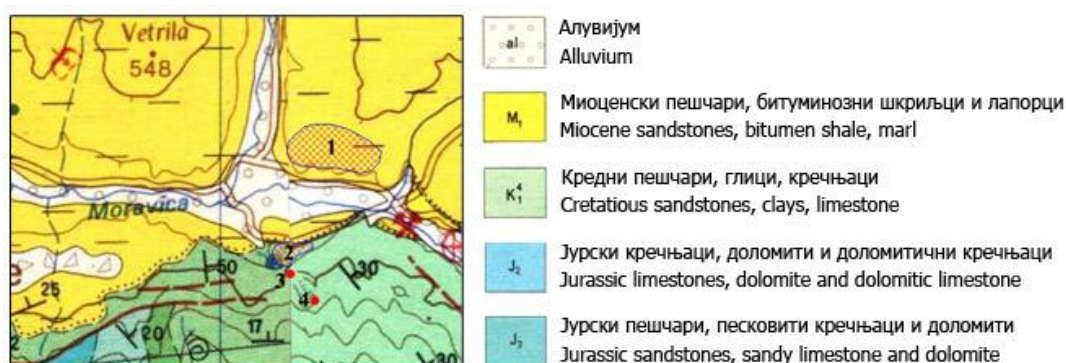 Vetrila
548
1
Moravica
2
50
3
30
4
25
20
17
30
2
e
al
Алувијум
Alluvium
M₁
Миоценски пешчари, битуминозни шкриљци и лапорци
Miocene sandstones, bitumen shale, marl
K₁⁴
Кредни пешчари, глици, кречњаци
Cretatious sandstones, clays, limestone
J₂
Јурски кречњаци, доломити и доломитични кречњаци
Jurassic limestones, dolomite and dolomitic limestone
J₃
Јурски пешчари, песковити кречњаци и доломити
Jurassic sandstones, sandy limestone and dolomite